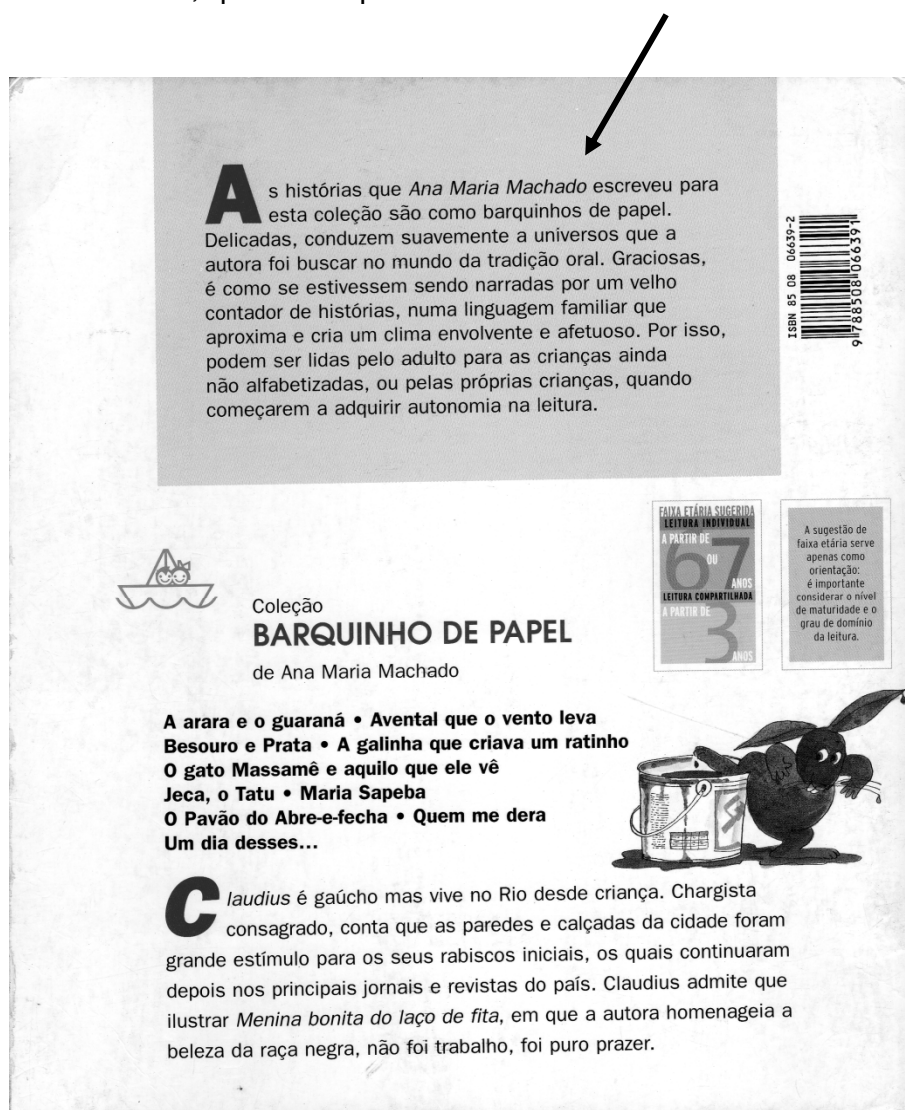 As histórias que Ana Maria Machado escreveu para
esta coleção são como barquinhos de papel.
Delicadas, conduzem suavemente a universos que a
autora foi buscar no mundo da tradição oral. Graciosas,
é como se estivessem sendo narradas por um velho
contador de histórias, numa linguagem familiar que
aproxima e cria um clima envolvente e afetuoso. Por isso,
podem ser lidas pelo adulto para as crianças ainda
não alfabetizadas, ou pelas próprias crianças, quando
começarem a adquirir autonomia na leitura.
ISBN 85 08 06639-2
9 788508 066391
FAIXA ETÁRIA SUGERIDA
LEITURA INDIVIDUAL
A PARTIR DE
6 OU 7
ANOS
LEITURA COMPARTILHADA
A PARTIR DE
3
ANOS
A sugestão de
faixa etária serve
apenas como
orientação:
é importante
considerar o nível
de maturidade e o
grau de domínio
da leitura.
Coleção
BARQUINHO DE PAPEL
de Ana Maria Machado
A arara e o guaraná • Avental que o vento leva
Besouro e Prata • A galinha que criava um ratinho
O gato Massamê e aquilo que ele vê
Jeca, o Tatu • Maria Sapeba
O Pavão do Abre-e-fecha • Quem me dera
Um dia desses...
Claudius é gaúcho mas vive no Rio desde criança. Chargista
consagrado, conta que as paredes e calçadas da cidade foram
grande estímulo para os seus rabiscos iniciais, os quais continuaram
depois nos principais jornais e revistas do país. Claudius admite que
ilustrar Menina bonita do laço de fita, em que a autora homenageia a
beleza da raça negra, não foi trabalho, foi puro prazer.